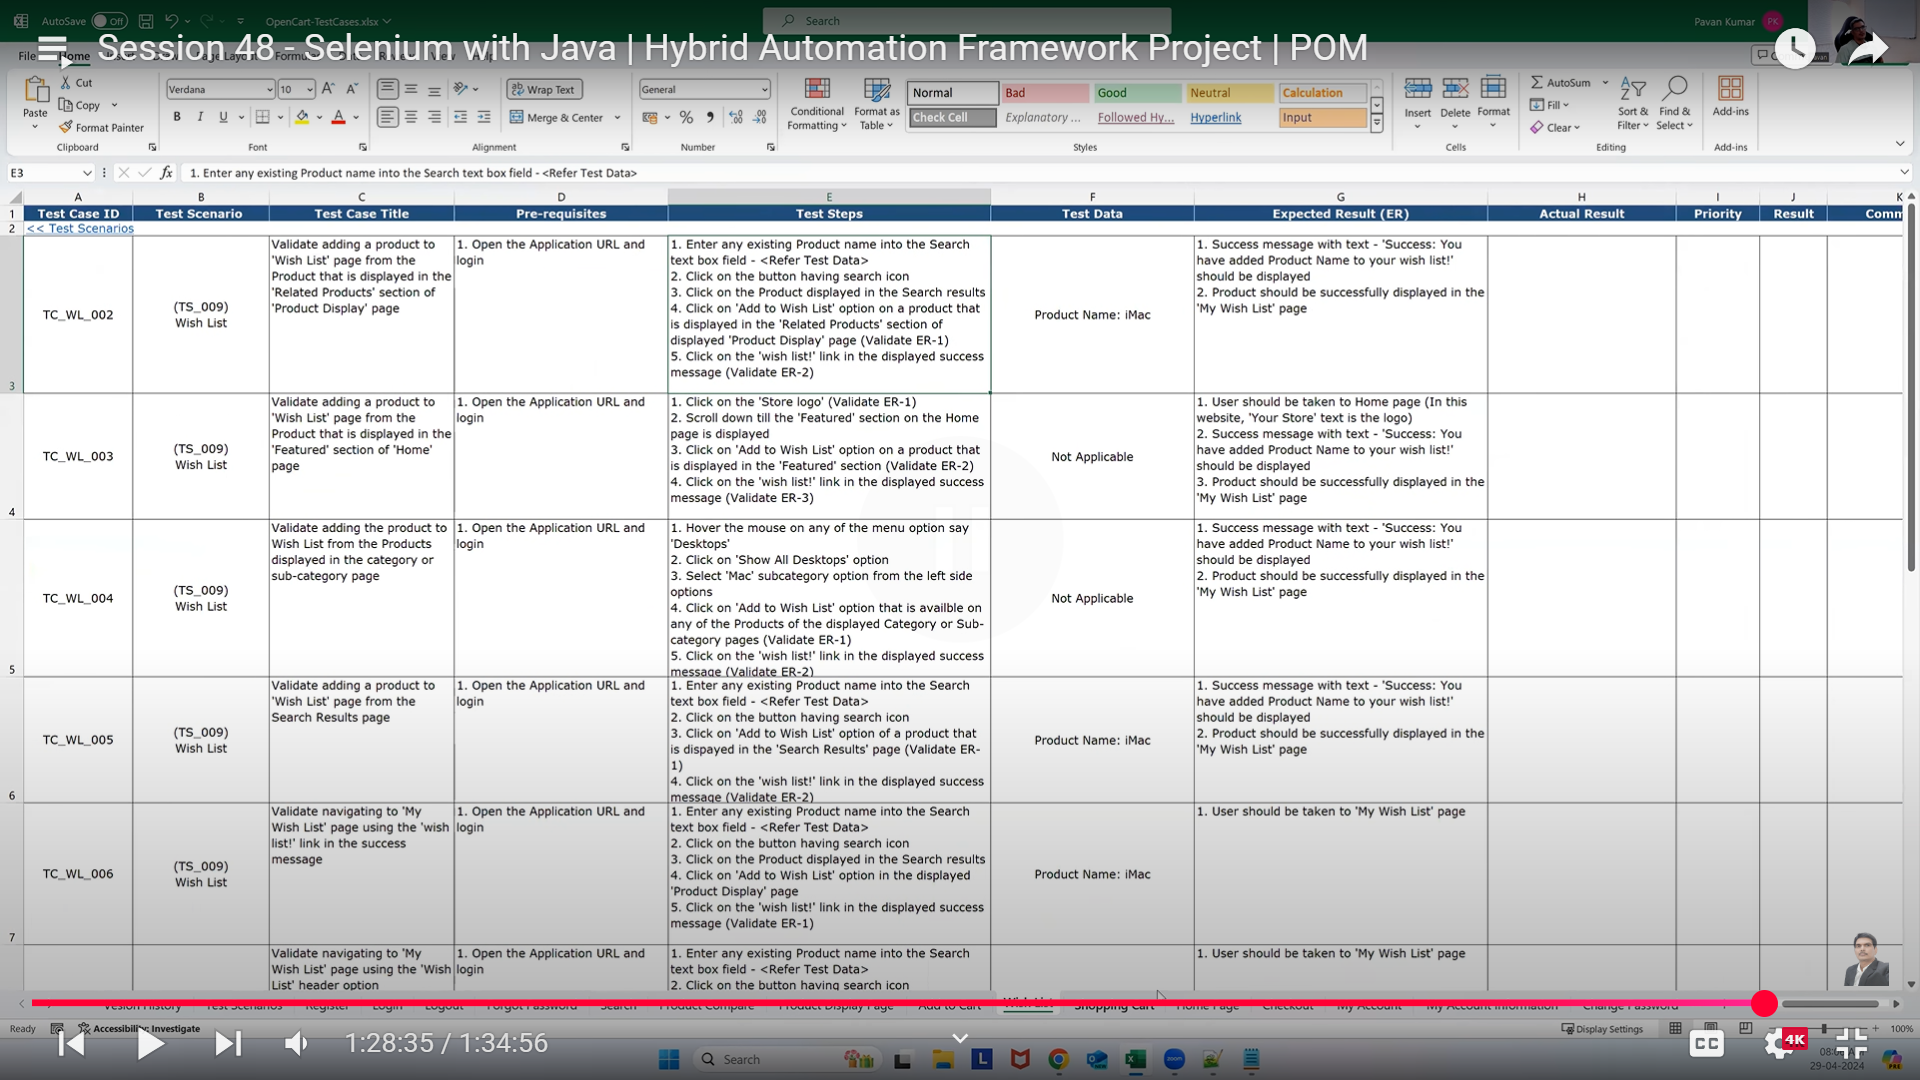 AutoSave Off OpenCart-TestCases.xlsx Search Pavan Kumar PK
Session 48 - Selenium with Java | Hybrid Automation Framework Project | POM
File Home
Paste Cut Verdana 10 Wrap Text General Conditional Formatting Format as Table Normal Bad Good Neutral Calculation Insert Delete Format AutoSum Sort & Filter Find & Select Add-ins
Copy B I U Merge & Center % Check Cell Explanatory ... Followed Hy... Hyperlink Input Fill
Format Painter Clear
Clipboard Font Alignment Number Styles Cells Editing Add-ins
E3 fx 1. Enter any existing Product name into the Search text box field - <Refer Test Data>
A B C D E F G H I J K
1 Test Case ID Test Scenario Test Case Title Pre-requisites Test Steps Test Data Expected Result (ER) Actual Result Priority Result Comm
2 << Test Scenarios
3
TC_WL_002
(TS_009)
Wish List
Validate adding a product to
'Wish List' page from the
Product that is displayed in the
'Related Products' section of
'Product Display' page
1. Open the Application URL and
login
1. Enter any existing Product name into the Search
text box field - <Refer Test Data>
2. Click on the button having search icon
3. Click on the Product displayed in the Search results
4. Click on 'Add to Wish List' option on a product that
is displayed in the 'Related Products' section of
displayed 'Product Display' page (Validate ER-1)
5. Click on the 'wish list!' link in the displayed success
message (Validate ER-2)
Product Name: iMac
1. Success message with text - 'Success: You
have added Product Name to your wish list!'
should be displayed
2. Product should be successfully displayed in the
'My Wish List' page
4
TC_WL_003
(TS_009)
Wish List
Validate adding a product to
'Wish List' page from the
Product that is displayed in the
'Featured' section of 'Home'
page
1. Open the Application URL and
login
1. Click on the 'Store logo' (Validate ER-1)
2. Scroll down till the 'Featured' section on the Home
page is displayed
3. Click on 'Add to Wish List' option on a product that
is displayed in the 'Featured' section (Validate ER-2)
4. Click on the 'wish list!' link in the displayed success
message (Validate ER-3)
Not Applicable
1. User should be taken to Home page (In this
website, 'Your Store' text is the logo)
2. Success message with text - 'Success: You
have added Product Name to your wish list!'
should be displayed
3. Product should be successfully displayed in the
'My Wish List' page
5
TC_WL_004
(TS_009)
Wish List
Validate adding the product to
Wish List from the Products
displayed in the category or
sub-category page
1. Open the Application URL and
login
1. Hover the mouse on any of the menu option say
'Desktops'
2. Click on 'Show All Desktops' option
3. Select 'Mac' subcategory option from the left side
options
4. Click on 'Add to Wish List' option that is availble on
any of the Products of the displayed Category or Sub-
category pages (Validate ER-1)
5. Click on the 'wish list!' link in the displayed success
message (Validate ER-2)
Not Applicable
1. Success message with text - 'Success: You
have added Product Name to your wish list!'
should be displayed
2. Product should be successfully displayed in the
'My Wish List' page
6
TC_WL_005
(TS_009)
Wish List
Validate adding a product to
'Wish List' page from the
Search Results page
1. Open the Application URL and
login
1. Enter any existing Product name into the Search
text box field - <Refer Test Data>
2. Click on the button having search icon
3. Click on 'Add to Wish List' option of a product that
is dispayed in the 'Search Results' page (Validate ER-
1)
4. Click on the 'wish list!' link in the displayed success
message (Validate ER-2)
Product Name: iMac
1. Success message with text - 'Success: You
have added Product Name to your wish list!'
should be displayed
2. Product should be successfully displayed in the
'My Wish List' page
7
TC_WL_006
(TS_009)
Wish List
Validate navigating to 'My
Wish List' page using the 'wish
list!' link in the success
message
1. Open the Application URL and
login
1. Enter any existing Product name into the Search
text box field - <Refer Test Data>
2. Click on the button having search icon
3. Click on the Product displayed in the Search results
4. Click on 'Add to Wish List' option in the displayed
'Product Display' page
5. Click on the 'wish list!' link in the displayed success
message (Validate ER-1)
Product Name: iMac
1. User should be taken to 'My Wish List' page
Validate navigating to 'My
Wish List' page using the 'Wish
List' header option
1. Open the Application URL and
login
1. Enter any existing Product name into the Search
text box field - <Refer Test Data>
2. Click on the button having search icon
1. User should be taken to 'My Wish List' page
Vesion History Test Scenarios Register Login Logout Forgot Password Search Product Compare Product Display Page Add to Cart Wish List Shopping Cart Home Page Checkout My Account My Account Information Change Password
Ready Accessibility: Investigate Display Settings 100%
1:28:35 / 1:34:56 CC 4K
Search
29-04-2024